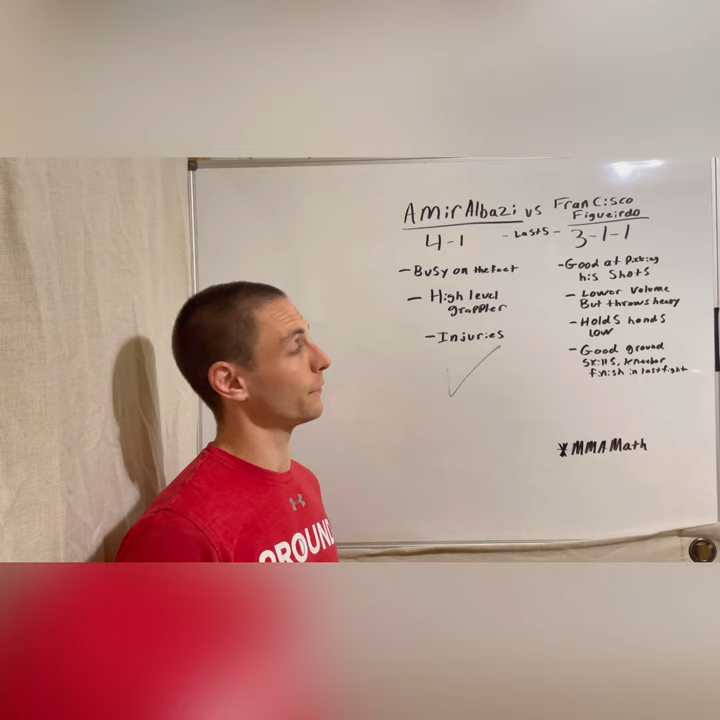 Amir Albazi vs Francisco
Figueirdo
4-1 - Last 5 - 3-1-1
- Busy on the feet
- High level
grappler
- Injuries
- Good at picking
his shots
- Lower volume
But throws heavy
- Holds hands
low
- Good ground
skills, kneebar
finish in last fight
*MMA Math
GROUND